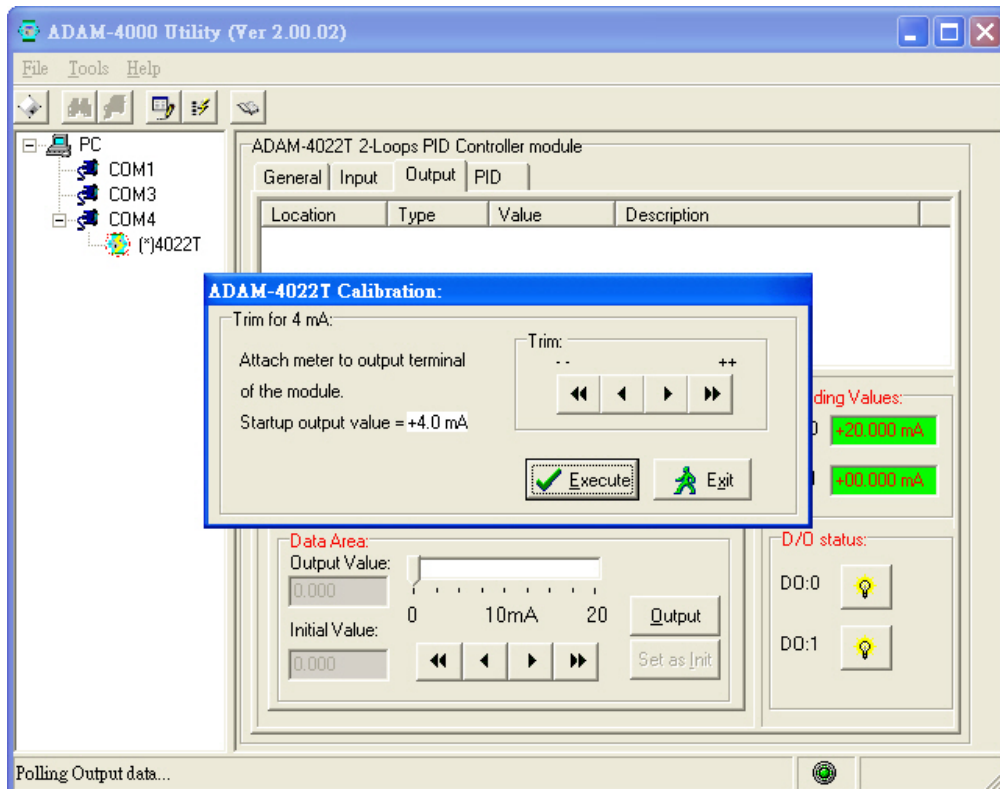 ADAM-4000 Utility (Ver 2.00.02)
File Tools Help
PC
COM1
COM3
COM4
(*)4022T
ADAM-4022T 2-Loops PID Controller module
General Input Output PID
Location Type Value Description
ADAM-4022T Calibration:
Trim for 4 mA:
Attach meter to output terminal
of the module.
Startup output value = +4.0 mA
Trim:
-- ++
Execute Exit
ding Values:
+20.000 mA
+00.000 mA
Data Area:
Output Value:
0.000
0 10mA 20
Output
Initial Value:
0.000
Set as Init
D/O status:
DO:0
DO:1
Polling Output data...